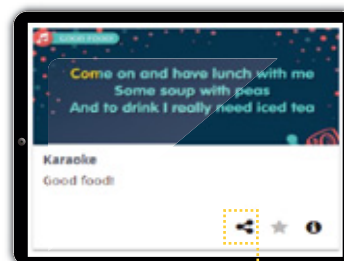 GOOD FOOD!
Come on and have lunch with me
Some soup with peas
And to drink I really need iced tea
Karaoke
Good food!